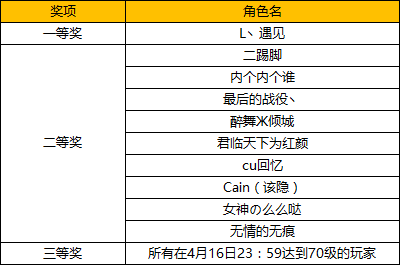 奖项 角色名
一等奖 L丶遇见
二踢脚
内个内个谁
最后的战役丶
醉舞Ж倾城
二等奖 君临天下为红颜
cu回忆
Cain（该隐）
女神の么么哒
无情的无痕
三等奖 所有在4月16日23：59达到70级的玩家